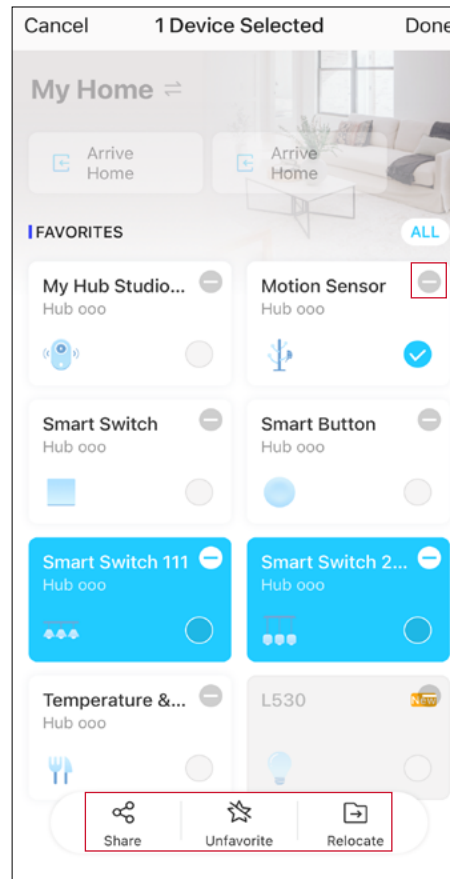 Cancel 1 Device Selected Done
My Home
Arrive Home
Arrive Home
FAVORITES ALL
My Hub Studio...
Hub ooo
Motion Sensor
Hub ooo
Smart Switch
Hub ooo
Smart Button
Hub ooo
Smart Switch 111
Hub ooo
Smart Switch 2...
Hub ooo
Temperature &...
Hub ooo
L530
New
Share Unfavorite Relocate